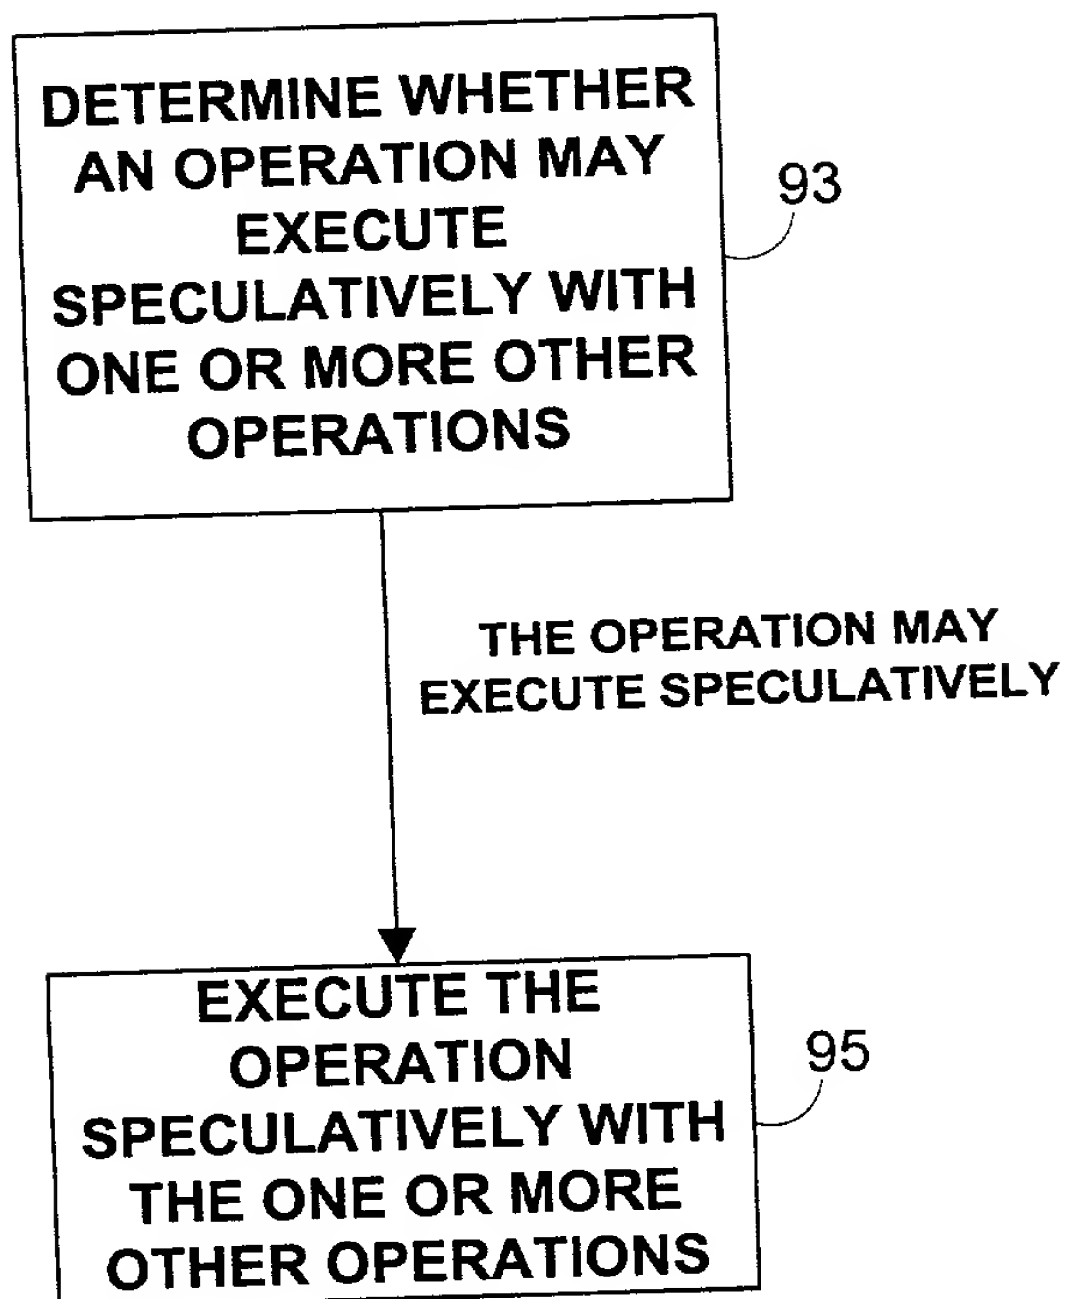 DETERMINE WHETHER
AN OPERATION MAY
EXECUTE
SPECULATIVELY WITH
ONE OR MORE OTHER
OPERATIONS
93
THE OPERATION MAY
EXECUTE SPECULATIVELY
EXECUTE THE
OPERATION
SPECULATIVELY WITH
THE ONE OR MORE
OTHER OPERATIONS
95